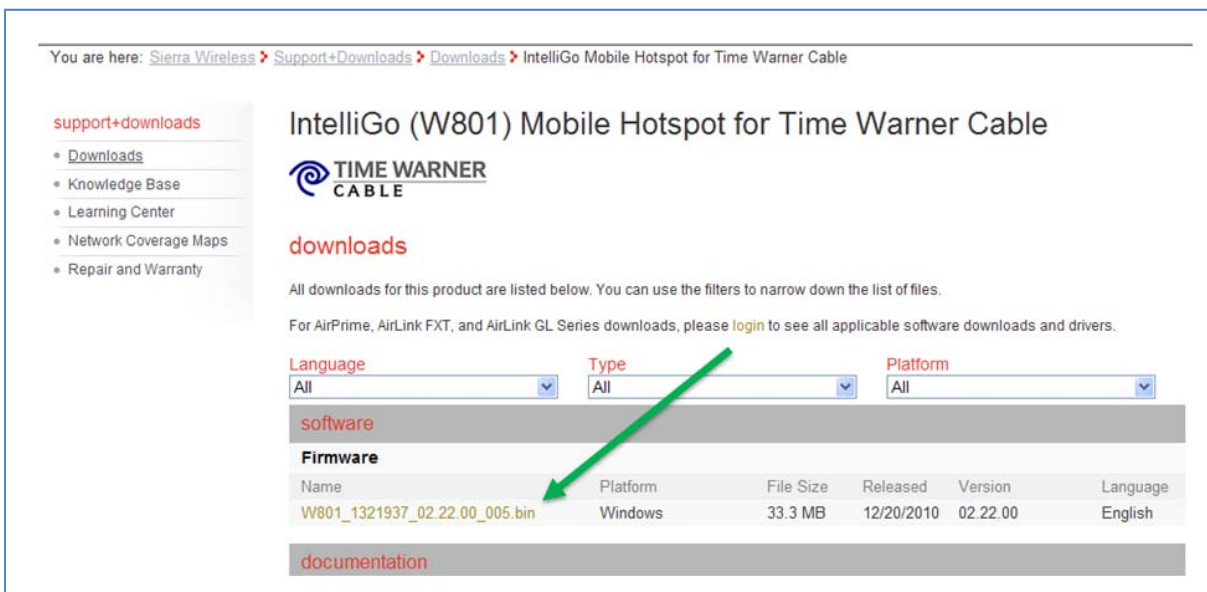 You are here: Sierra Wireless > Support+Downloads > Downloads > IntelliGo Mobile Hotspot for Time Warner Cable
support+downloads
Downloads
Knowledge Base
Learning Center
Network Coverage Maps
Repair and Warranty
IntelliGo (W801) Mobile Hotspot for Time Warner Cable
TIME WARNER
CABLE
downloads
All downloads for this product are listed below. You can use the filters to narrow down the list of files.
For AirPrime, AirLink FXT, and AirLink GL Series downloads, please login to see all applicable software downloads and drivers.
Language Type Platform
All All All
software
Firmware
Name Platform File Size Released Version Language
W801_1321937_02.22.00_005.bin Windows 33.3 MB 12/20/2010 02.22.00 English
documentation